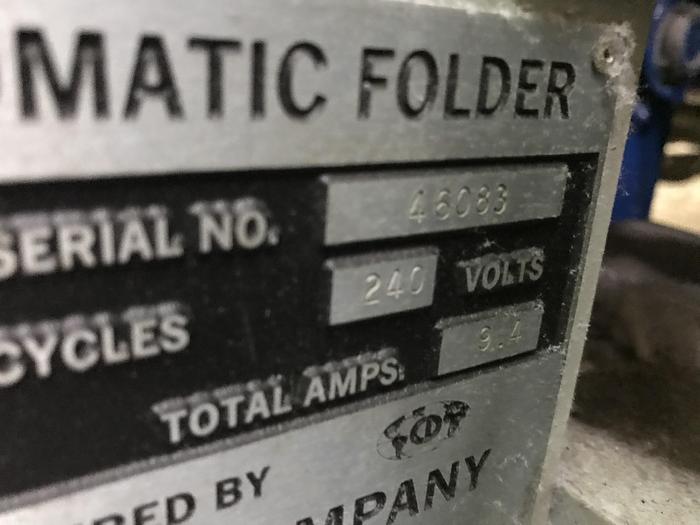 MATIC FOLDER
SERIAL NO. 46083
240 VOLTS
CYCLES
TOTAL AMPS. 9.4
RED BY
MPANY